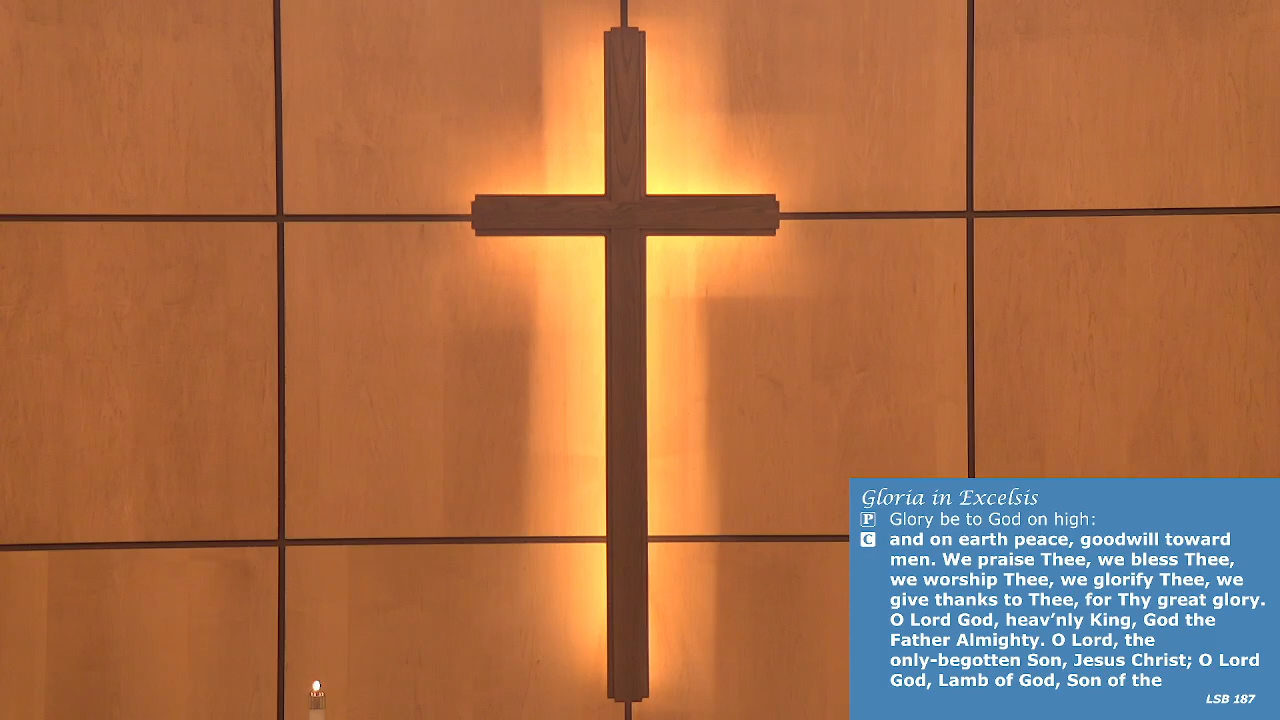 Gloria in Excelsis
P Glory be to God on high:
C and on earth peace, goodwill toward
men. We praise Thee, we bless Thee,
we worship Thee, we glorify Thee, we
give thanks to Thee, for Thy great glory.
O Lord God, heav’nly King, God the
Father Almighty. O Lord, the
only-begotten Son, Jesus Christ; O Lord
God, Lamb of God, Son of the
LSB 187